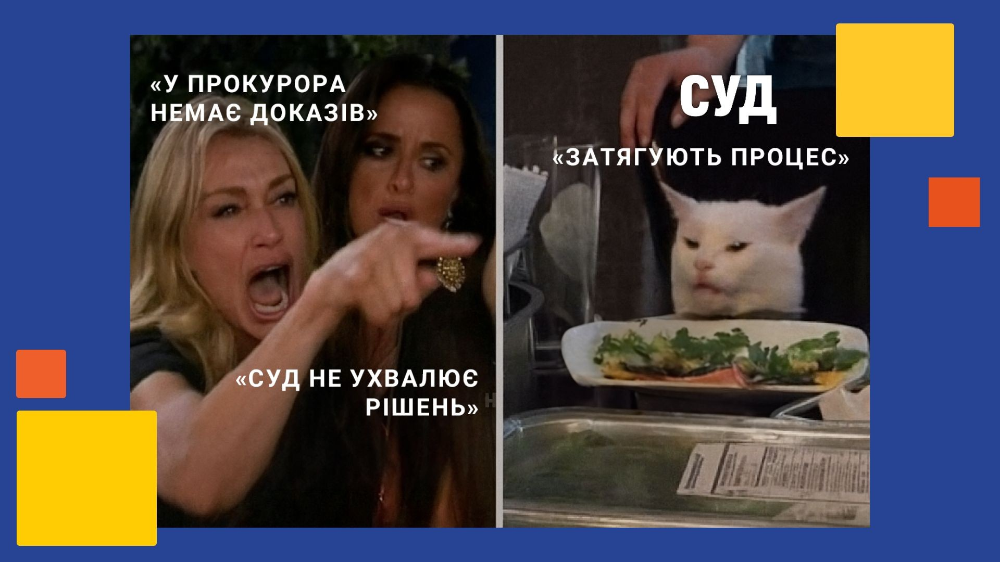 «У ПРОКУРОРА
НЕМАЄ ДОКАЗІВ»
«СУД НЕ УХВАЛЮЄ
РІШЕНЬ»
СУД
«ЗАТЯГУЮТЬ ПРОЦЕС»